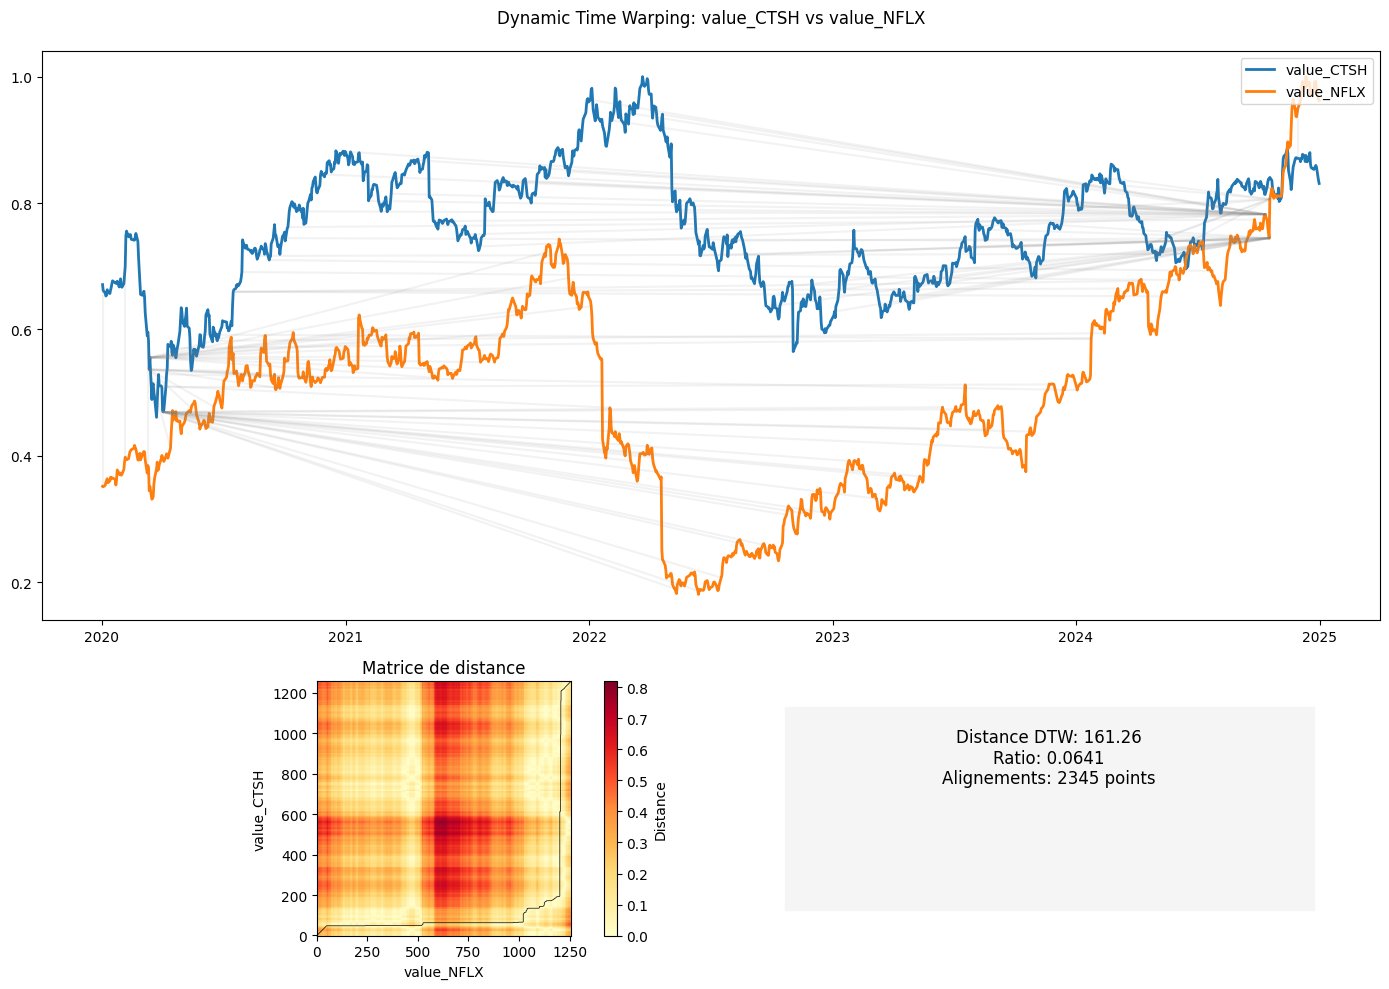 Dynamic Time Warping: value_CTSH vs value_NFLX
value_CTSH
value_NFLX
1.0
0.8
0.6
0.4
0.2
2020 2021 2022 2023 2024 2025
Matrice de distance
value_CTSH
1200
1000
800
600
400
200
0
0 250 500 750 1000 1250
value_NFLX
0.8
0.7
0.6
0.5
0.4
0.3
0.2
0.1
0.0
Distance
Distance DTW: 161.26
Ratio: 0.0641
Alignements: 2345 points